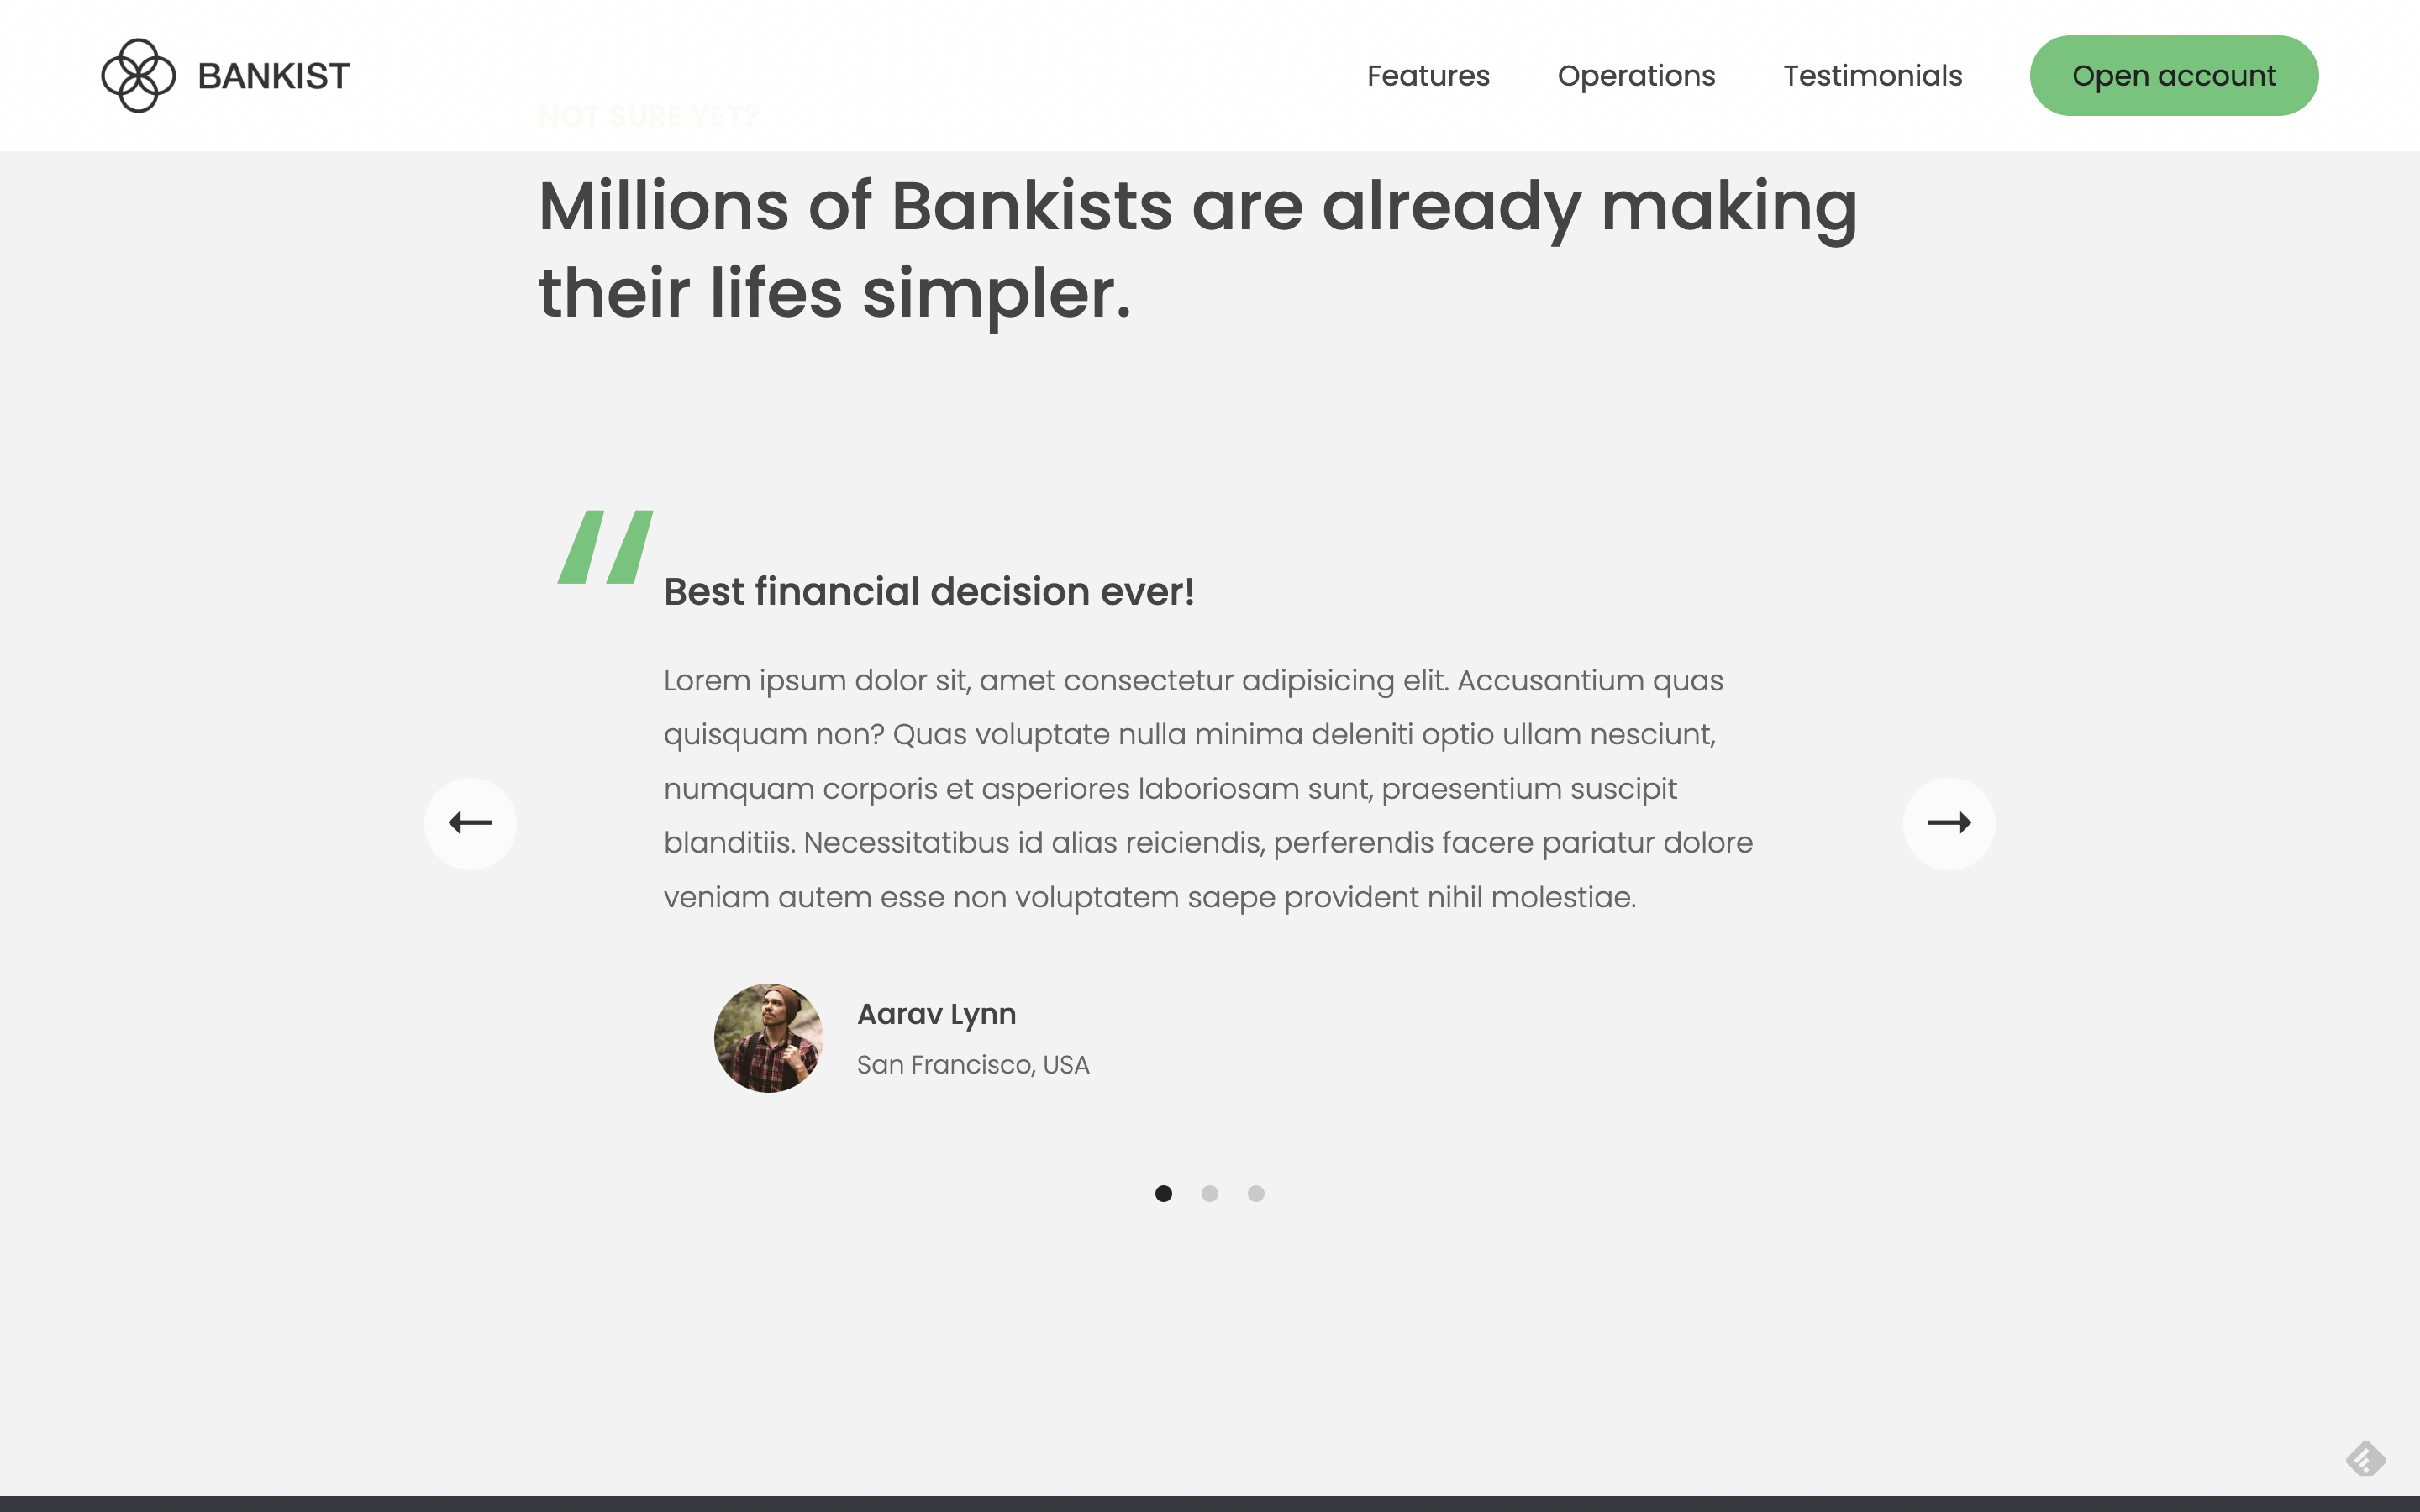 BANKIST
Features
Operations
Testimonials
Open account
NOT SURE YET?
Millions of Bankists are already making
their lifes simpler.
Best financial decision ever!
Lorem ipsum dolor sit, amet consectetur adipisicing elit. Accusantium quas
quisquam non? Quas voluptate nulla minima deleniti optio ullam nesciunt,
numquam corporis et asperiores laboriosam sunt, praesentium suscipit
blanditiis. Necessitatibus id alias reiciendis, perferendis facere pariatur dolore
veniam autem esse non voluptatem saepe provident nihil molestiae.
Aarav Lynn
San Francisco, USA